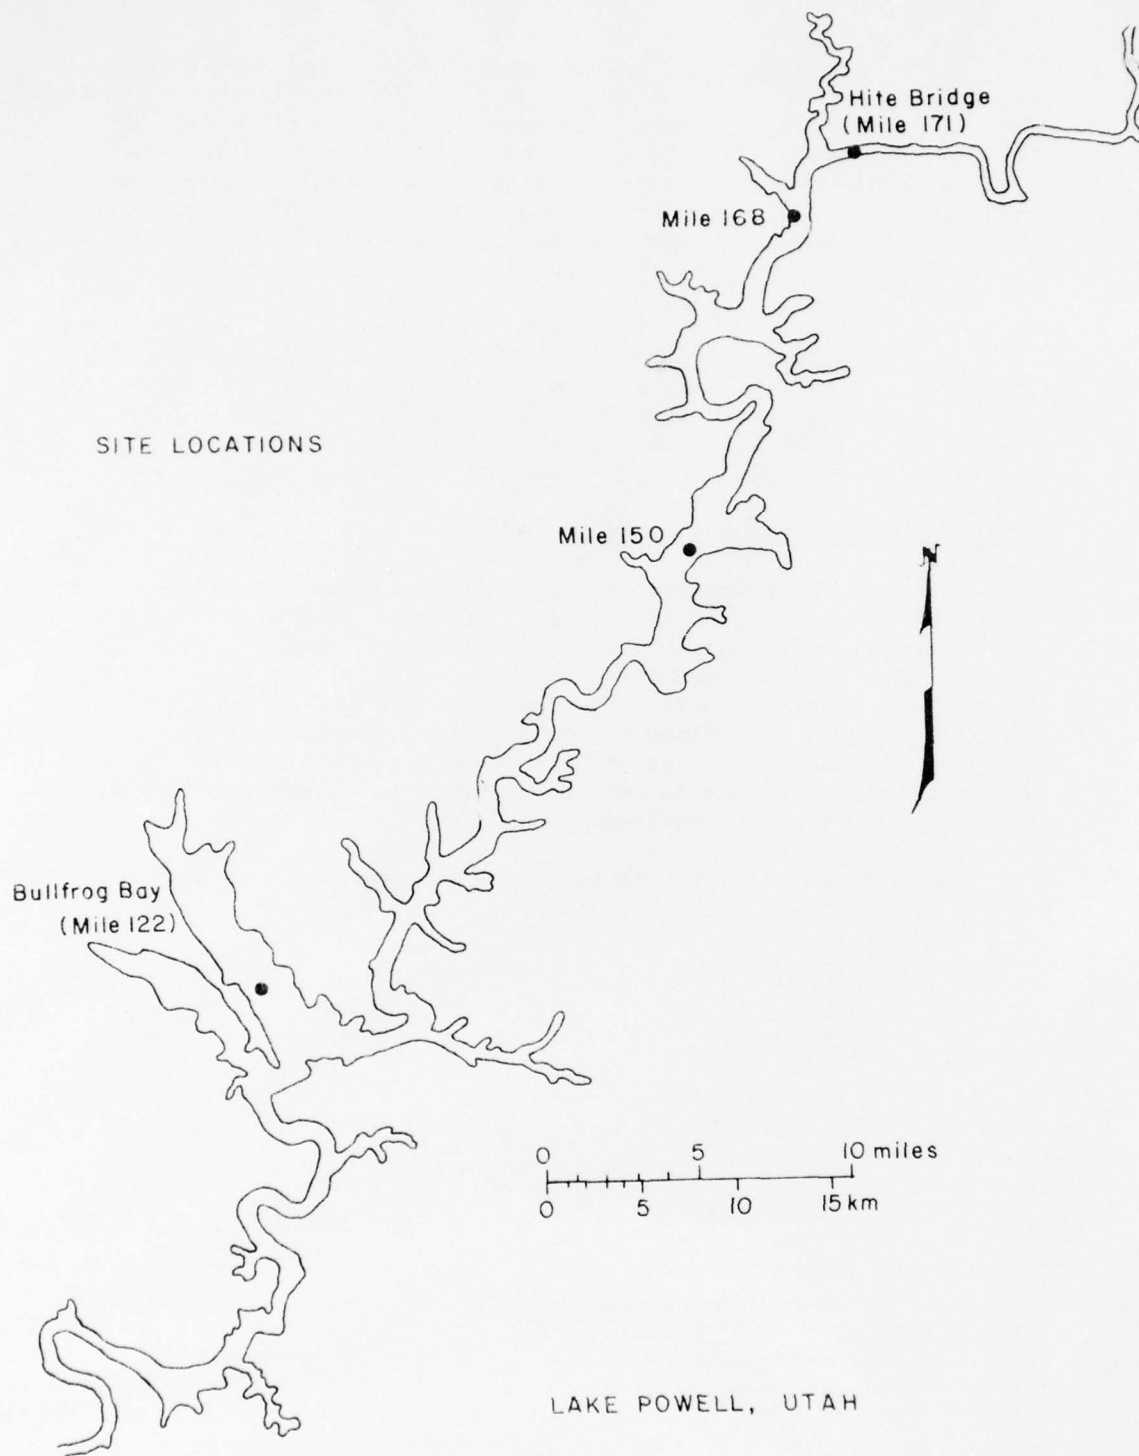 Hite Bridge
(Mile 171)
Mile 168
SITE LOCATIONS
Mile 150
N
Bullfrog Bay
(Mile 122)
0 5 10 miles
0 5 10 15 km
LAKE POWELL, UTAH